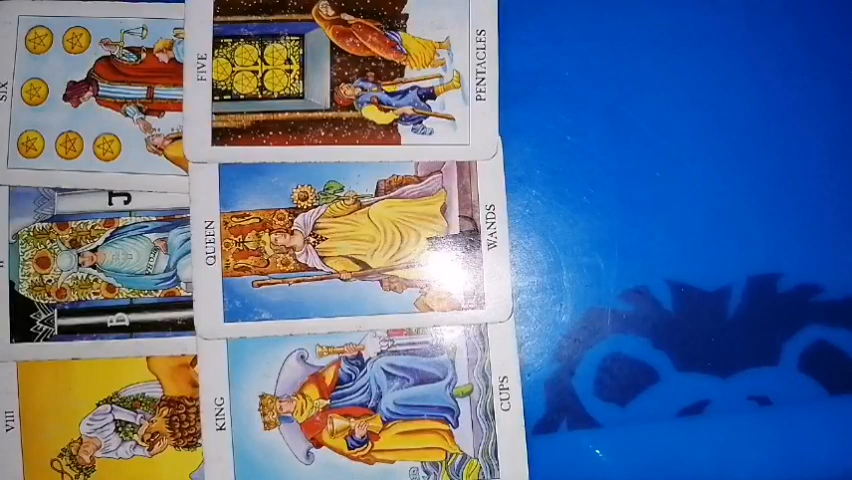 SIX
FIVE
PENTACLES
J
B
QUEEN
WANDS
VIII
KING
CUPS